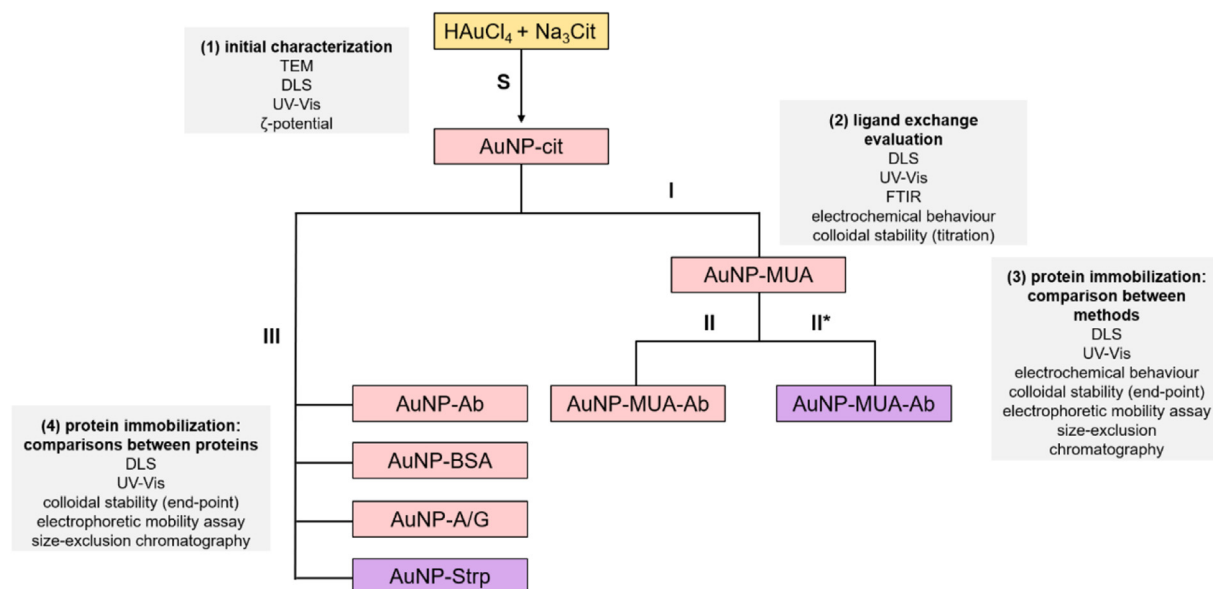 HAuCl₄ + Na₃Cit
(1) initial characterization
TEM
DLS
UV-Vis
ζ-potential
S
AuNP-cit
(2) ligand exchange
evaluation
DLS
UV-Vis
FTIR
electrochemical behaviour
colloidal stability (titration)
I
AuNP-MUA
(3) protein immobilization:
comparison between
methods
DLS
UV-Vis
electrochemical behaviour
colloidal stability (end-point)
electrophoretic mobility assay
size-exclusion
chromatography
III
II
II*
AuNP-Ab
AuNP-MUA-Ab
AuNP-MUA-Ab
(4) protein immobilization:
comparisons between proteins
DLS
UV-Vis
colloidal stability (end-point)
electrophoretic mobility assay
size-exclusion chromatography
AuNP-BSA
AuNP-A/G
AuNP-Strp